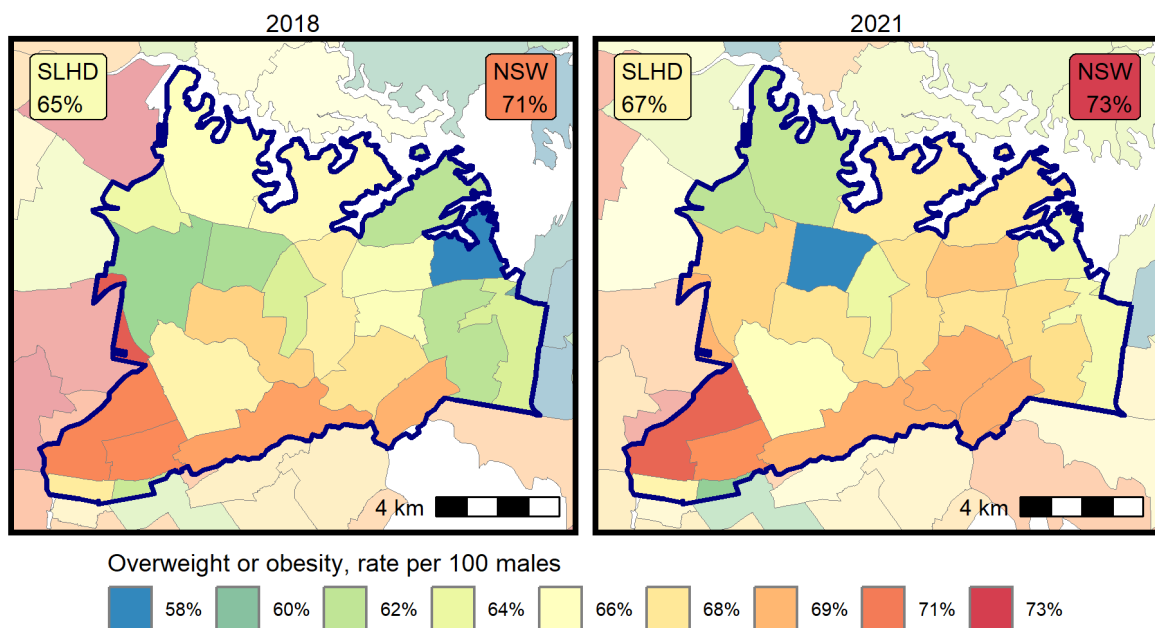 2018
2021
SLHD
65%
NSW
71%
SLHD
67%
NSW
73%
4 km
4 km
Overweight or obesity, rate per 100 males
58% 60% 62% 64% 66% 68% 69% 71% 73%